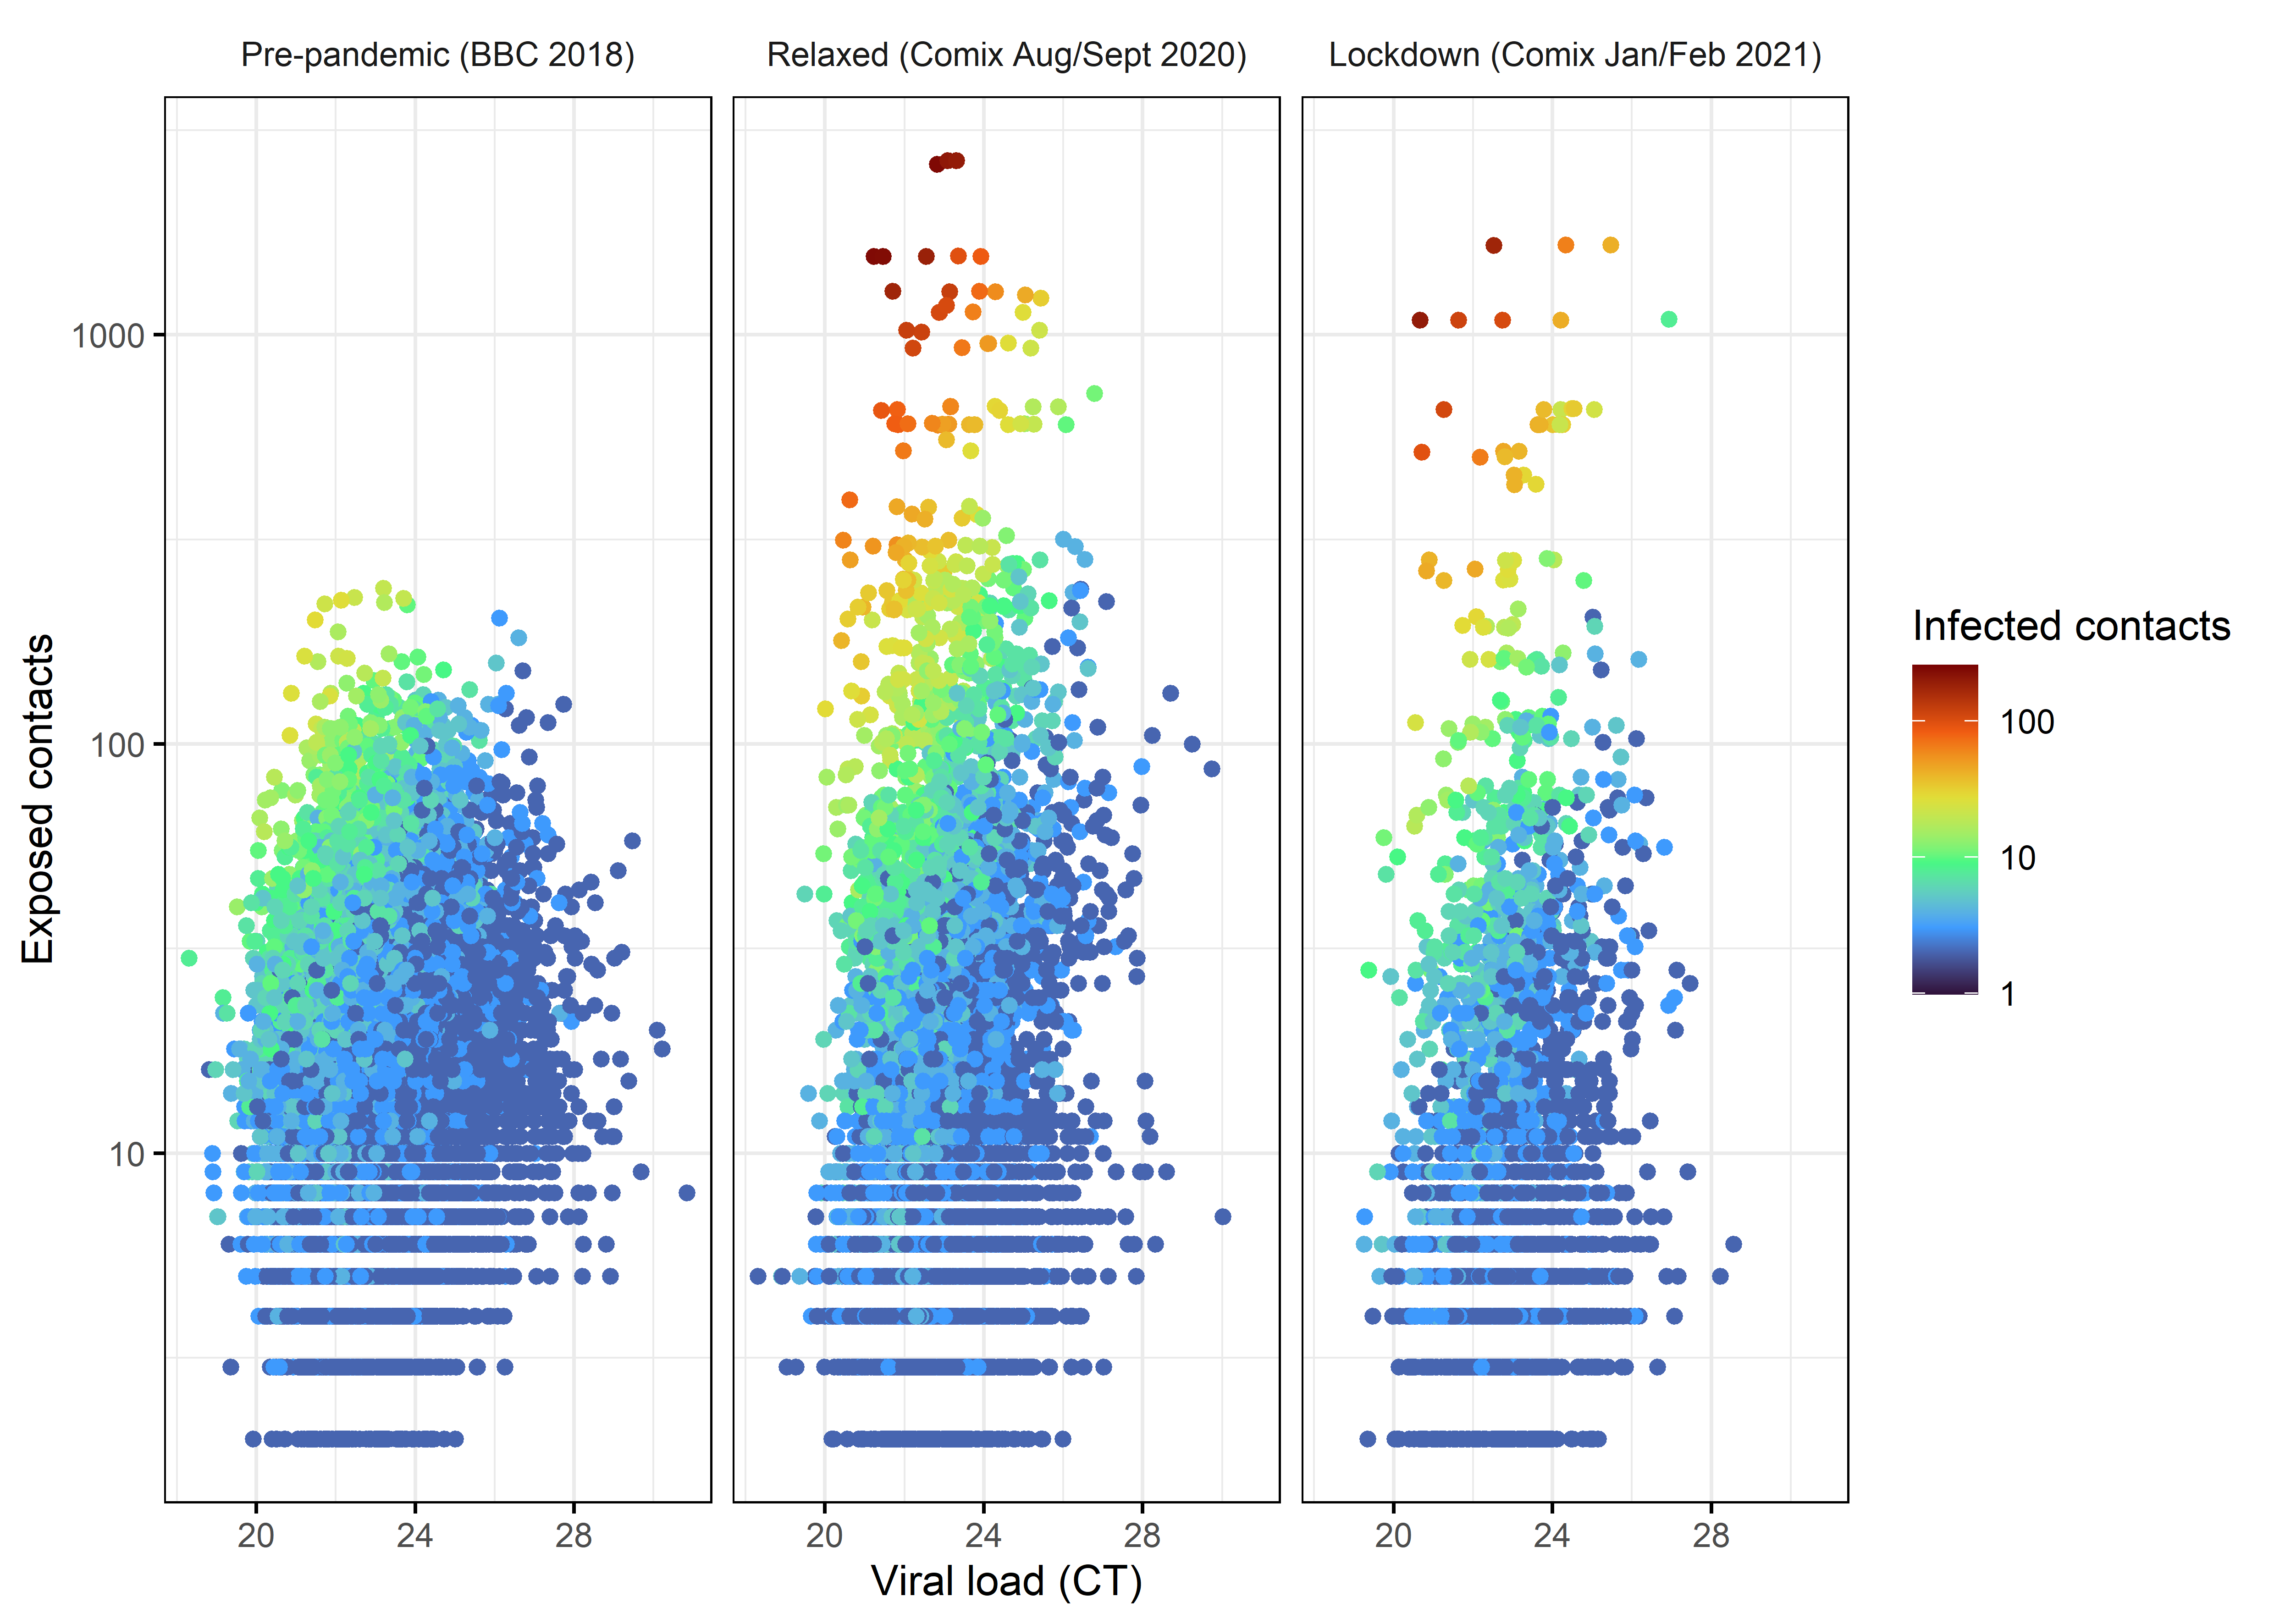 Pre-pandemic (BBC 2018) Relaxed (Comix Aug/Sept 2020) Lockdown (Comix Jan/Feb 2021)
Exposed contacts
1000
100
10
Infected contacts
100
10
1
20 24 28 20 24 28 20 24 28
Viral load (CT)